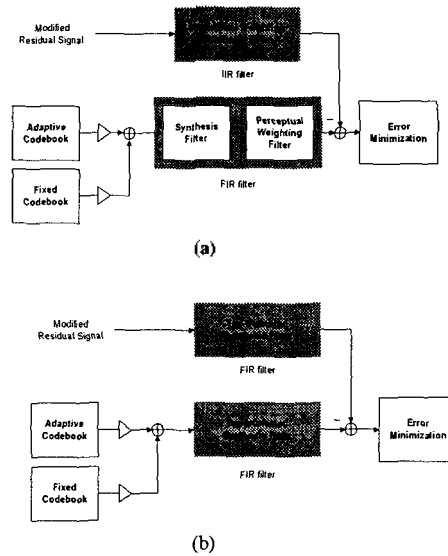 Modified
Residual Signal
IIR filter
Adaptive
Codebook
Synthesis
Filter
Perceptual
Weighting
Filter
Error
Minimization
Fixed
Codebook
FIR filter
(a)
Modified
Residual Signal
FIR filter
Adaptive
Codebook
Error
Minimization
Fixed
Codebook
FIR filter
(b)